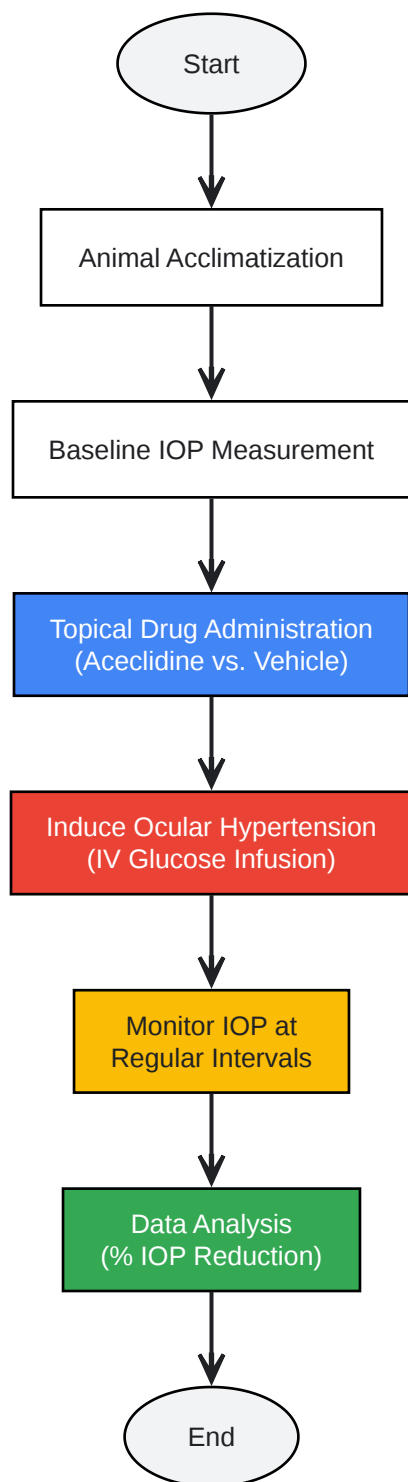 Start
Animal Acclimatization
Baseline IOP Measurement
Topical Drug Administration
(Aceclidine vs. Vehicle)
Induce Ocular Hypertension
(IV Glucose Infusion)
Monitor IOP at
Regular Intervals
Data Analysis
(% IOP Reduction)
End